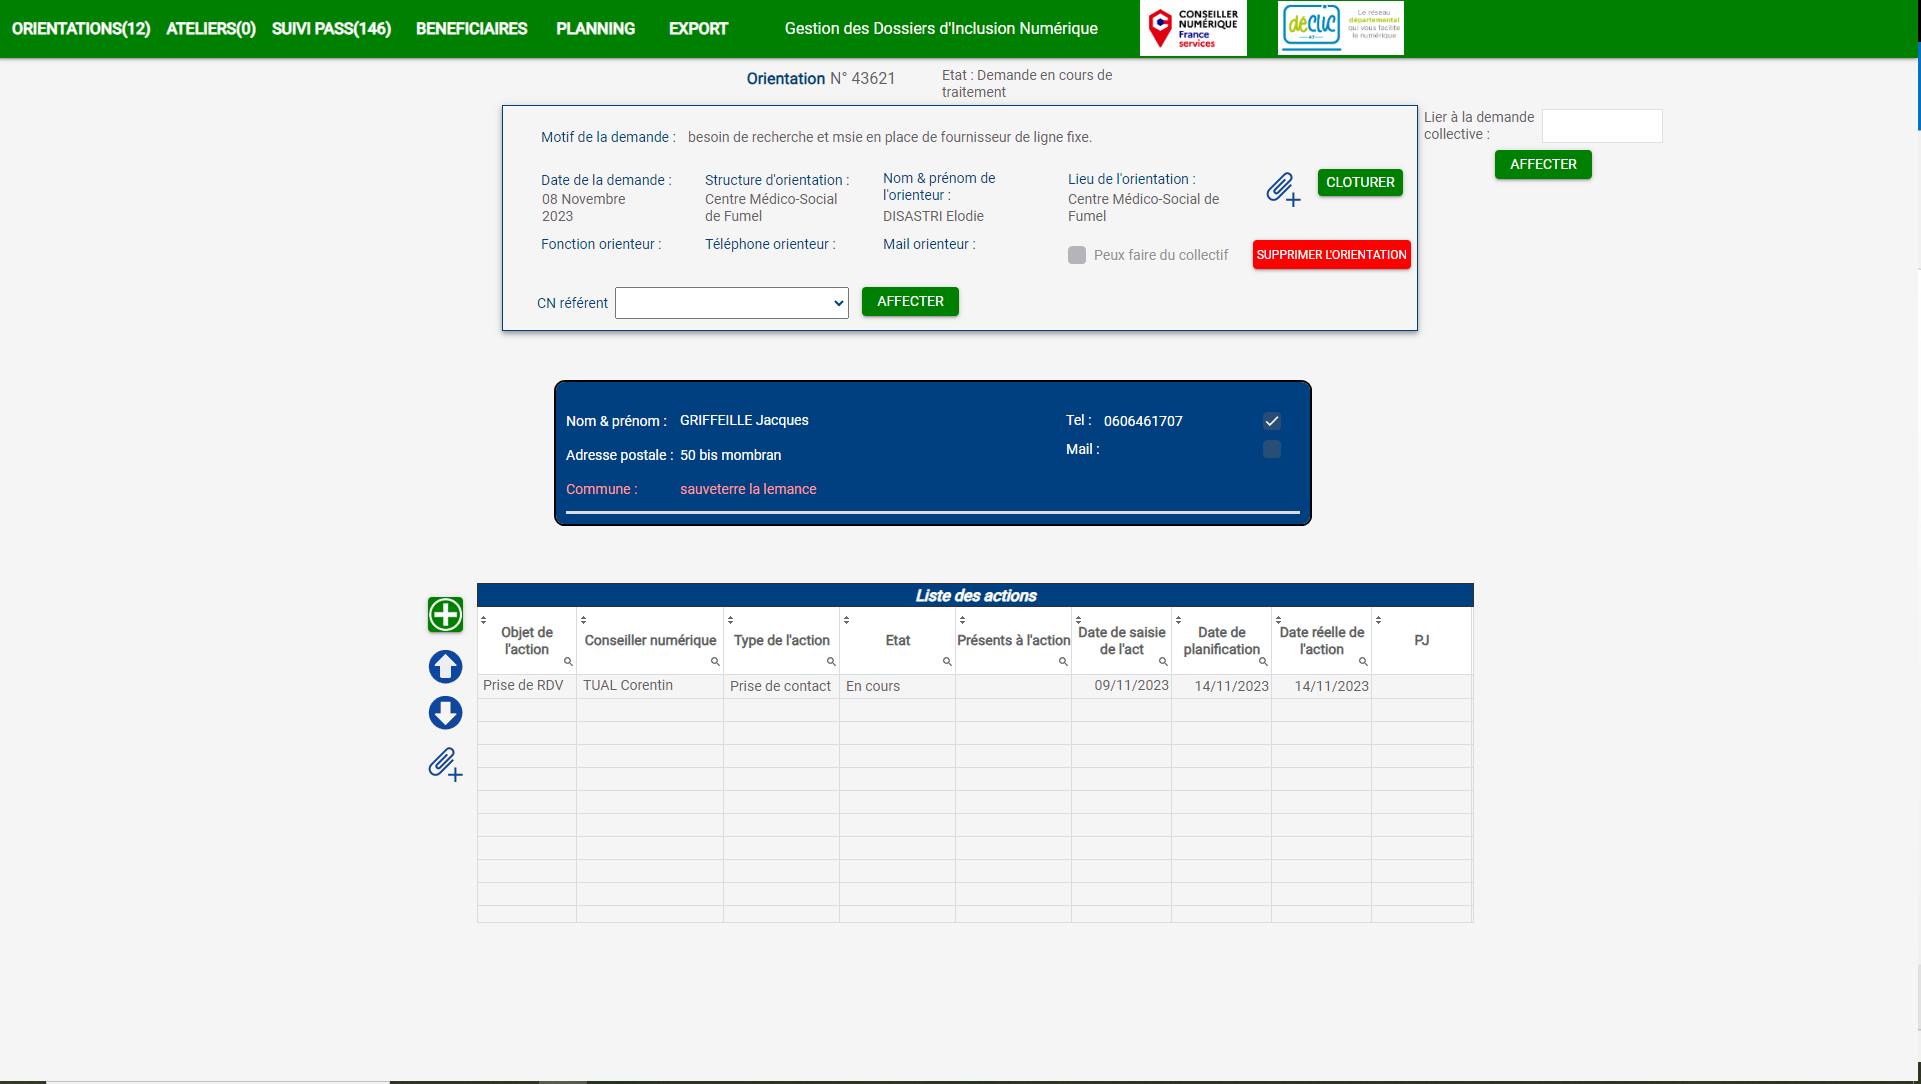 ORIENTATIONS(12) ATELIERS(0) SUIVI PASS(146) BENEFICIAIRES PLANNING EXPORT Gestion des Dossiers d'Inclusion Numérique
CONSEILLER
NUMÉRIQUE
France
services
déclic
47
Le réseau
départemental
qui vous facilite
le numérique
Orientation N° 43621
Etat : Demande en cours de
traitement
Motif de la demande : besoin de recherche et msie en place de fournisseur de ligne fixe.
Lier à la demande
collective :
AFFECTER
Date de la demande :
08 Novembre
2023
Structure d'orientation :
Centre Médico-Social
de Fumel
Nom & prénom de
l'orienteur :
DISASTRI Elodie
Lieu de l'orientation :
Centre Médico-Social de
Fumel
CLOTURER
Fonction orienteur : Téléphone orienteur : Mail orienteur :
Peux faire du collectif
SUPPRIMER L'ORIENTATION
CN référent AFFECTER
Nom & prénom : GRIFFEILLE Jacques Tel : 0606461707
Mail :
Adresse postale : 50 bis mombran
Commune : sauveterre la lemance
Liste des actions
Objet de
l'action
Conseiller numérique
Type de l'action
Etat
Présents à l'action
Date de saisie
de l'act
Date de
planification
Date réelle de
l'action
PJ
Prise de RDV TUAL Corentin Prise de contact En cours 09/11/2023 14/11/2023 14/11/2023